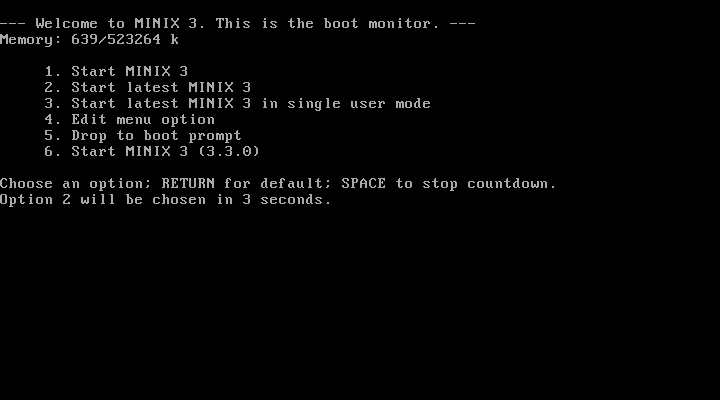 --- Welcome to MINIX 3. This is the boot monitor. ---
Memory: 639/523264 k
1. Start MINIX 3
2. Start latest MINIX 3
3. Start latest MINIX 3 in single user mode
4. Edit menu option
5. Drop to boot prompt
6. Start MINIX 3 (3.3.0)
Choose an option; RETURN for default; SPACE to stop countdown.
Option 2 will be chosen in 3 seconds.